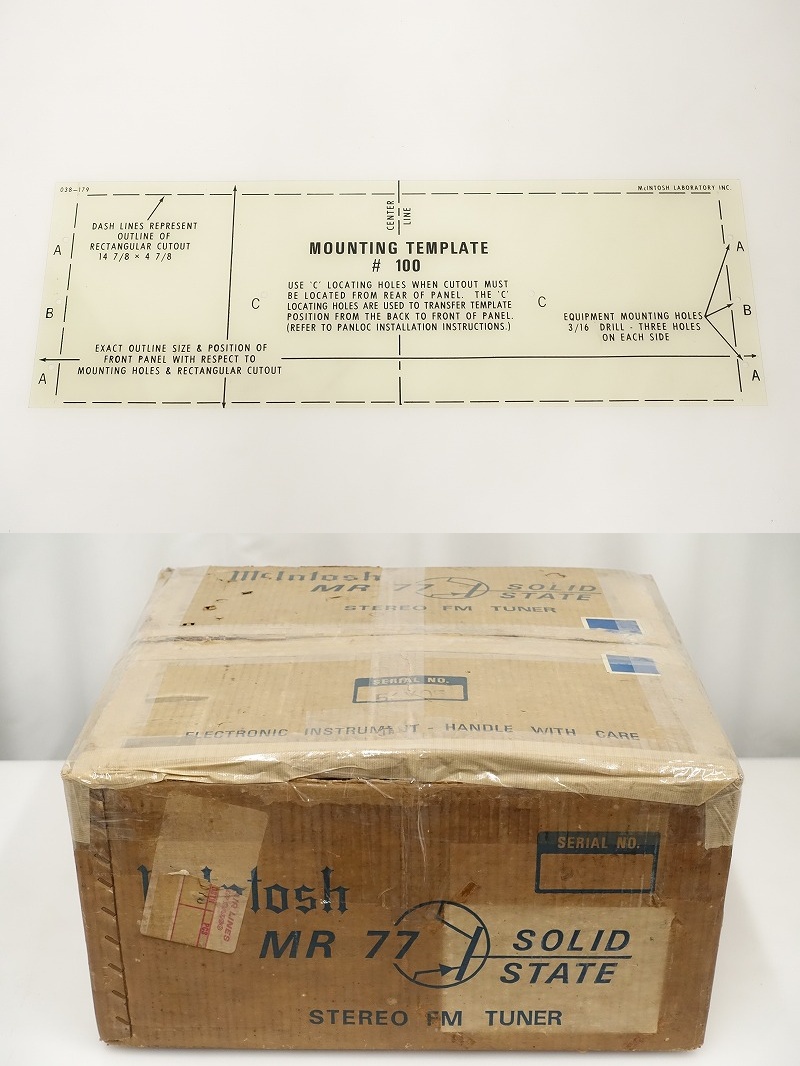 038-179
McINTOSH LABORATORY INC.
CENTER
LINE
DASH LINES REPRESENT
OUTLINE OF
RECTANGULAR CUTOUT
14 7/8 × 4 7/8
MOUNTING TEMPLATE
# 100
A
A
USE 'C' LOCATING HOLES WHEN CUTOUT MUST
BE LOCATED FROM REAR OF PANEL. THE 'C'
LOCATING HOLES ARE USED TO TRANSFER TEMPLATE
POSITION FROM THE BACK TO FRONT OF PANEL.
(REFER TO PANLOC INSTALLATION INSTRUCTIONS.)
C
C
B
B
EQUIPMENT MOUNTING HOLES
3/16 DRILL - THREE HOLES
ON EACH SIDE
EXACT OUTLINE SIZE & POSITION OF
FRONT PANEL WITH RESPECT TO
MOUNTING HOLES & RECTANGULAR CUTOUT
A
A
McIntosh
MR 77
SOLID
STATE
STEREO FM TUNER
SERIAL NO.
ELECTRONIC INSTRUMENT - HANDLE WITH CARE
SERIAL NO.
McIntosh
MR 77
SOLID
STATE
STEREO FM TUNER